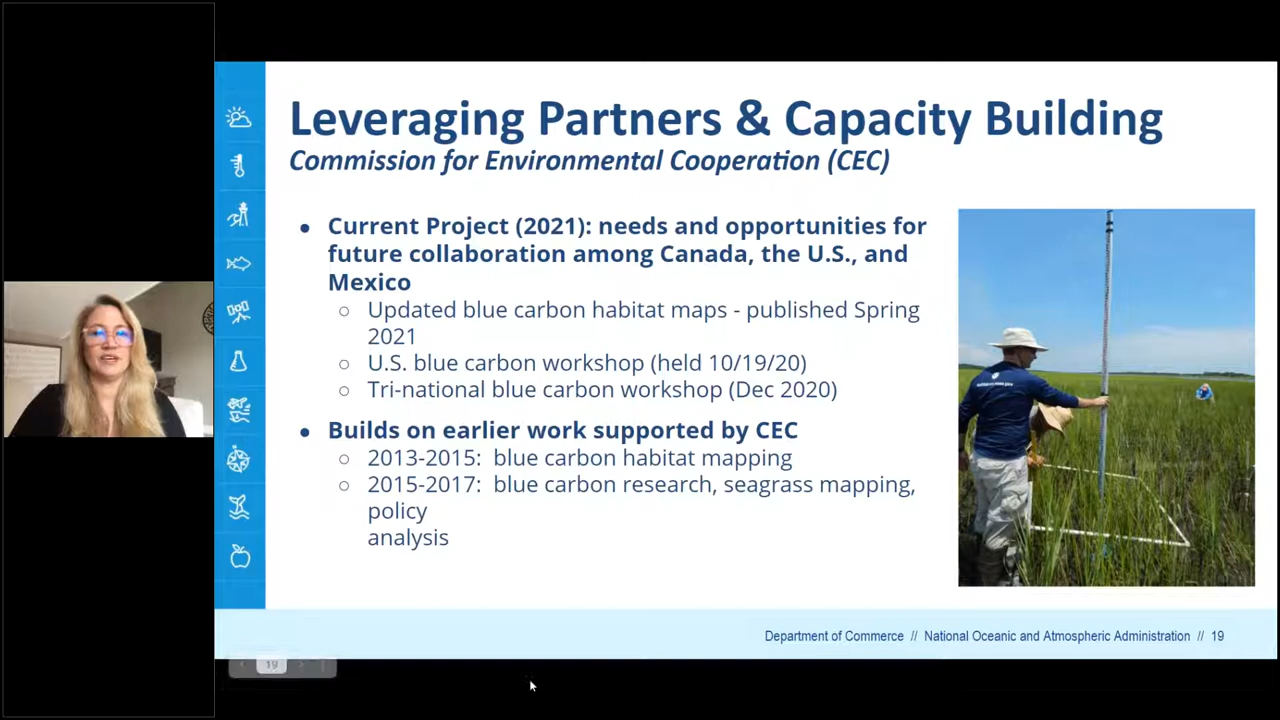 Leveraging Partners & Capacity Building
Commission for Environmental Cooperation (CEC)
● Current Project (2021): needs and opportunities for
future collaboration among Canada, the U.S., and
Mexico
○ Updated blue carbon habitat maps - published Spring
2021
○ U.S. blue carbon workshop (held 10/19/20)
○ Tri-national blue carbon workshop (Dec 2020)
● Builds on earlier work supported by CEC
○ 2013-2015: blue carbon habitat mapping
○ 2015-2017: blue carbon research, seagrass mapping,
policy
analysis
Department of Commerce // National Oceanic and Atmospheric Administration // 19
19